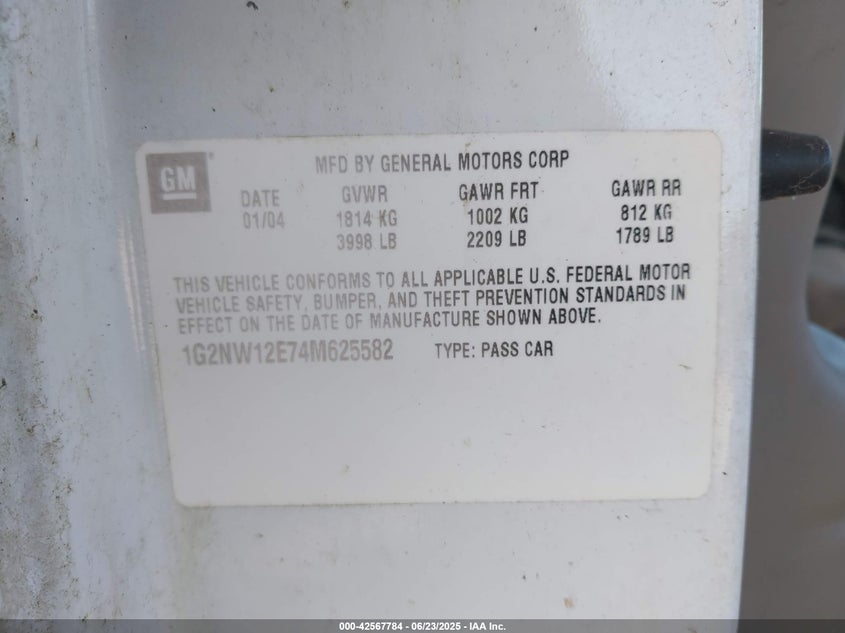 GM
MFD BY GENERAL MOTORS CORP
DATE GVWR GAWR FRT GAWR RR
01/04 1814 KG 1002 KG 812 KG
3998 LB 2209 LB 1789 LB
THIS VEHICLE CONFORMS TO ALL APPLICABLE U.S. FEDERAL MOTOR
VEHICLE SAFETY, BUMPER, AND THEFT PREVENTION STANDARDS IN
EFFECT ON THE DATE OF MANUFACTURE SHOWN ABOVE.
1G2NW12E74M625582 TYPE: PASS CAR
000-42567784 - 06/23/2025 - IAA Inc.